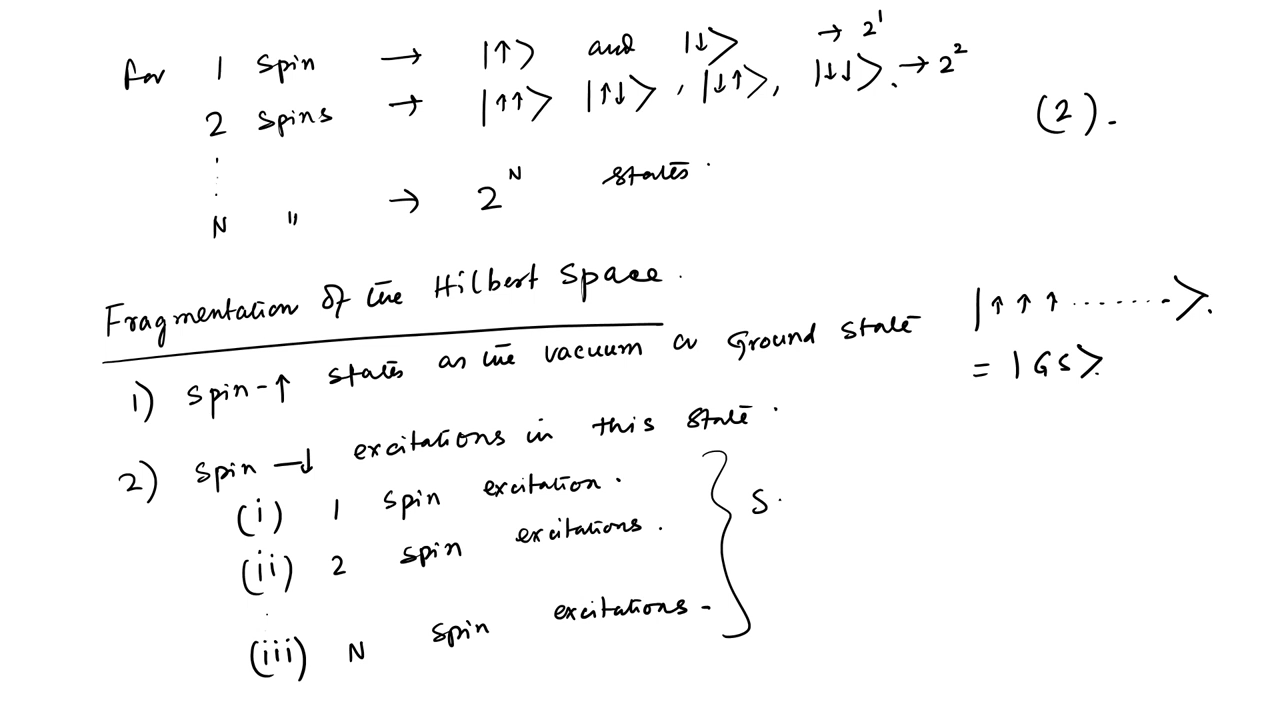 For 1 Spin → |↑⟩ and |↓⟩ → 2¹
2 Spins → |↑↑⟩ |↑↓⟩, |↓↑⟩, |↓↓⟩. → 2²
(2).
⋮
N " → 2ᴺ states.
Fragmentation of the Hilbert Space.
1) Spin-↑ states as the vacuum or Ground state |↑↑↑.......⟩.
= |GS⟩.
2) Spin-↓ excitations in this state.
(i) 1 Spin excitation.
(ii) 2 Spin excitations. } S.
⋮
(iii) N Spin excitations.